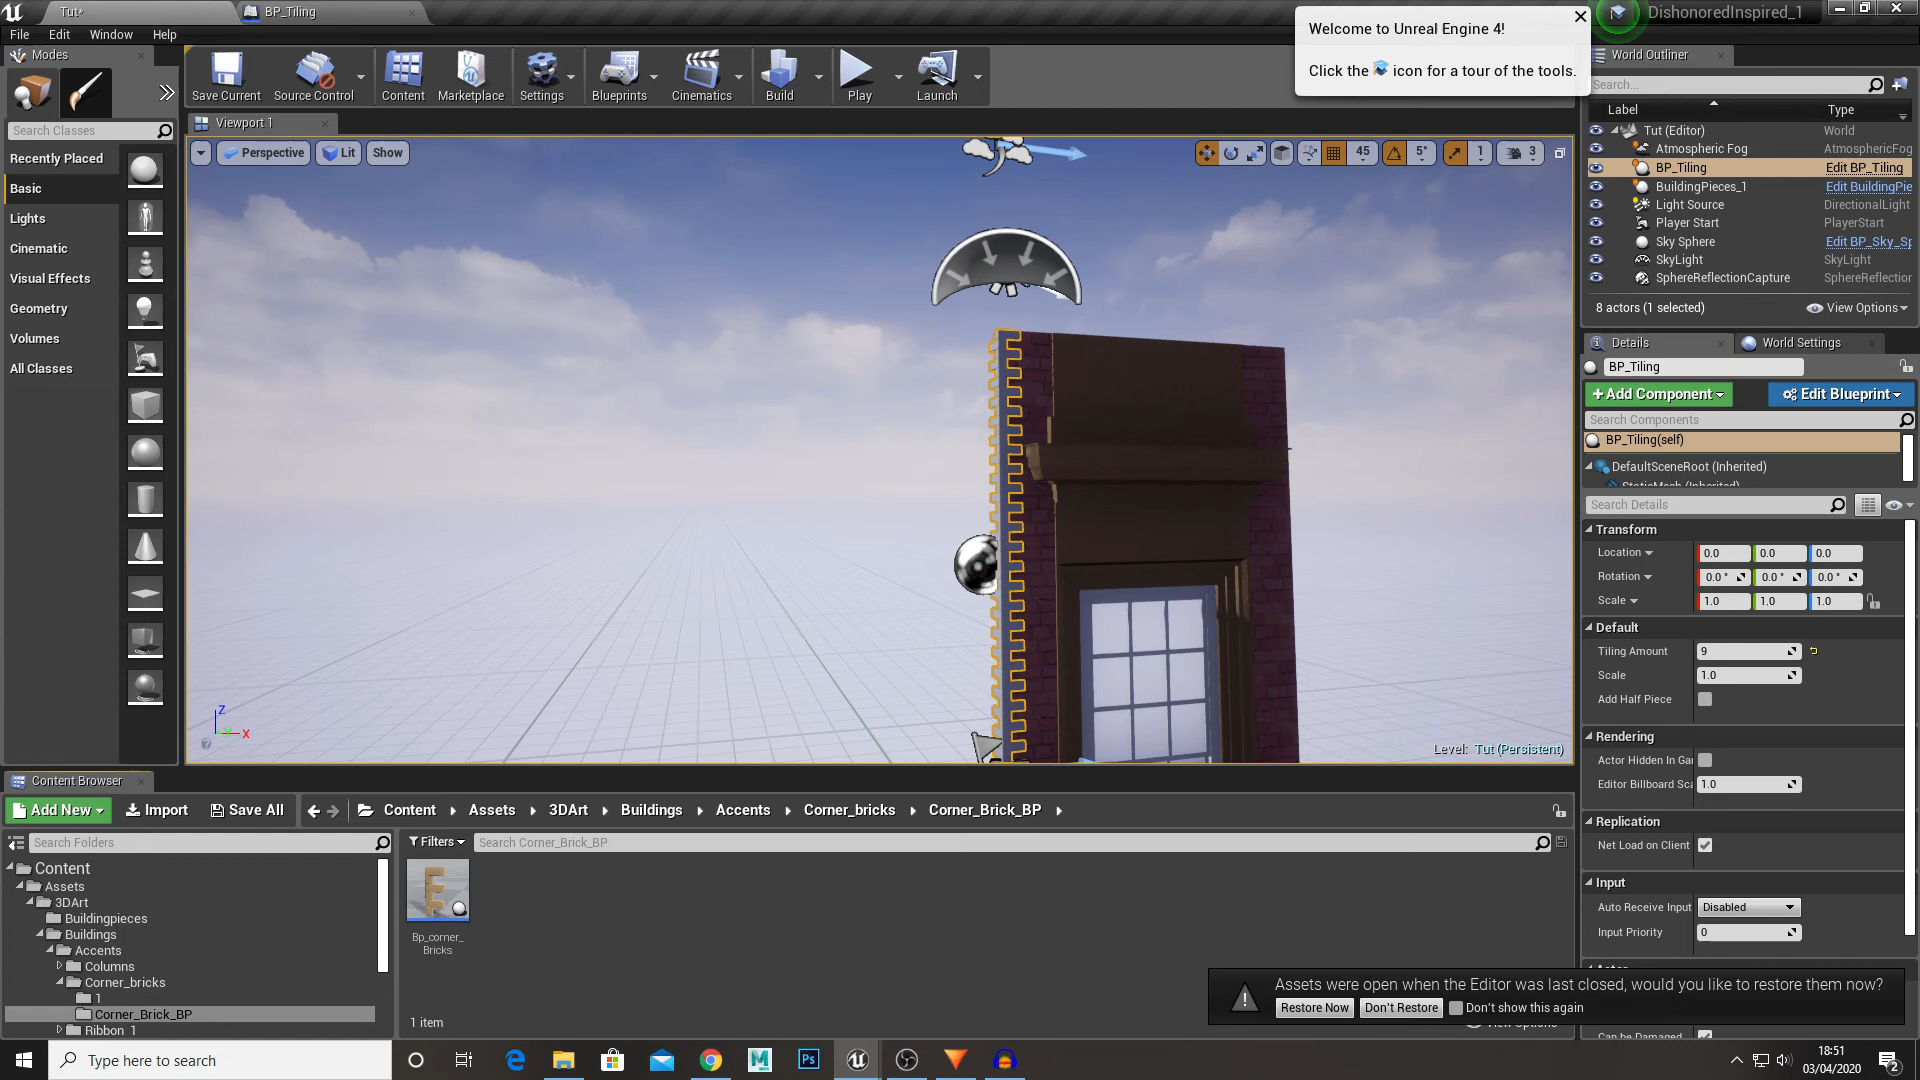 Tut*
BP_Tiling
DishonoredInspired_1
File Edit Window Help
Welcome to Unreal Engine 4!
Click the icon for a tour of the tools.
Modes
Search Classes
Recently Placed
Basic
Lights
Cinematic
Visual Effects
Geometry
Volumes
All Classes
Save Current
Source Control
Content
Marketplace
Settings
Blueprints
Cinematics
Build
Play
Launch
Viewport 1
Perspective
Lit
Show
45
5°
1
3
Z
X
Level: Tut (Persistent)
World Outliner
Search...
Label Type
Tut (Editor) World
Atmospheric Fog AtmosphericFog
BP_Tiling Edit BP_Tiling
BuildingPieces_1 Edit BuildingPie
Light Source DirectionalLight
Player Start PlayerStart
Sky Sphere Edit BP_Sky_Sp
SkyLight SkyLight
SphereReflectionCapture SphereReflection
8 actors (1 selected)
View Options
Details
World Settings
BP_Tiling
+Add Component
Edit Blueprint
Search Components
BP_Tiling(self)
DefaultSceneRoot (Inherited)
StaticMesh (Inherited)
Search Details
Transform
Location 0.0 0.0 0.0
Rotation 0.0 ° 0.0 ° 0.0 °
Scale 1.0 1.0 1.0
Default
Tiling Amount 9
Scale 1.0
Add Half Piece
Rendering
Actor Hidden In Gar
Editor Billboard Sca 1.0
Replication
Net Load on Client
Input
Auto Receive Input Disabled
Input Priority 0
Actor
Can be Damaged
Content Browser
Add New
Import
Save All
Content
Assets
3DArt
Buildings
Accents
Corner_bricks
Corner_Brick_BP
Search Folders
Content
Assets
3DArt
Buildingpieces
Buildings
Accents
Columns
Corner_bricks
1
Corner_Brick_BP
Ribbon_1
Filters
Search Corner_Brick_BP
Bp_corner_
Bricks
1 item
View Options
Assets were open when the Editor was last closed, would you like to restore them now?
Restore Now
Don't Restore
Don't show this again
Type here to search
18:51
03/04/2020
2